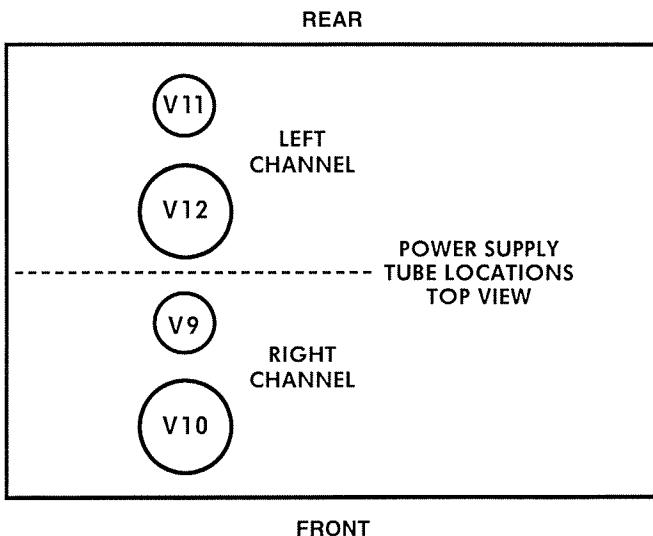 REAR
V11
LEFT
CHANNEL
V12
POWER SUPPLY
TUBE LOCATIONS
TOP VIEW
V9
RIGHT
CHANNEL
V10
FRONT